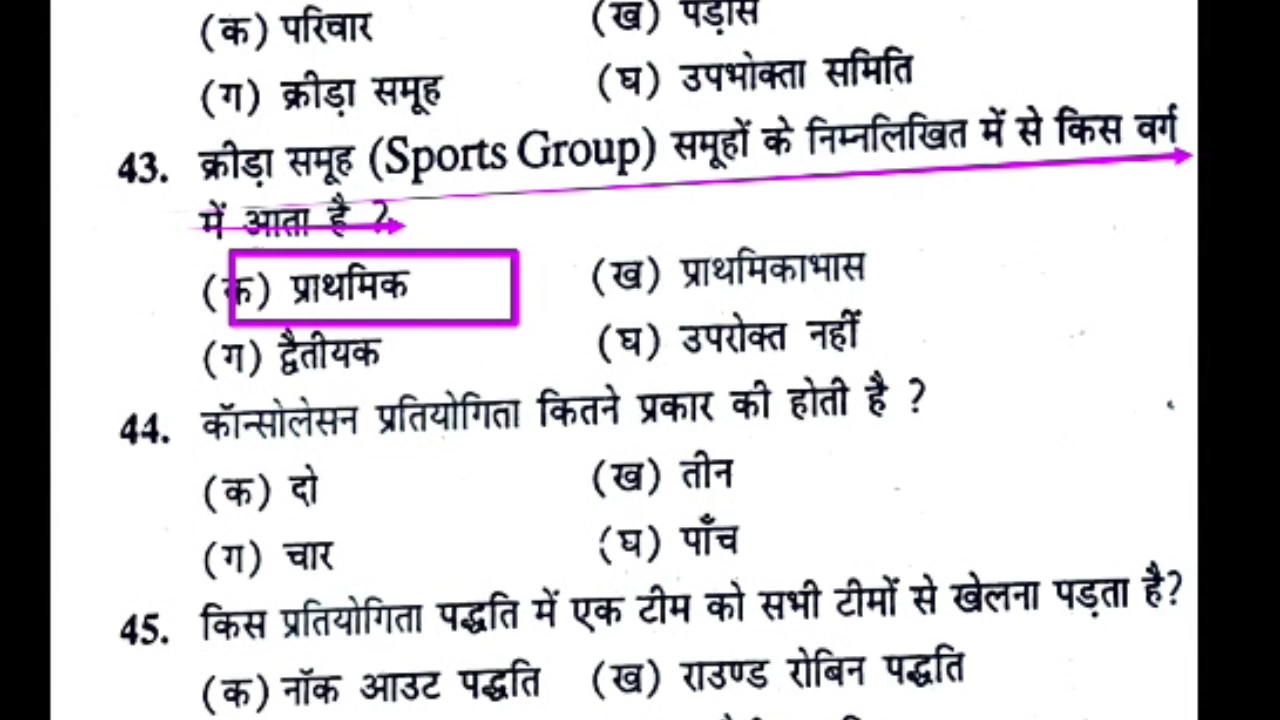 (क) परिवार (ख) पड़ोस
(ग) क्रीड़ा समूह (घ) उपभोक्ता समिति
43. क्रीड़ा समूह (Sports Group) समूहों के निम्नलिखित में से किस वर्ग
में आता है ?
(क) प्राथमिक (ख) प्राथमिकाभास
(ग) द्वैतीयक (घ) उपरोक्त नहीं
44. कॉन्सोलेसन प्रतियोगिता कितने प्रकार की होती है ?
(क) दो (ख) तीन
(ग) चार (घ) पाँच
45. किस प्रतियोगिता पद्धति में एक टीम को सभी टीमों से खेलना पड़ता है?
(क) नॉक आउट पद्धति (ख) राउण्ड रोबिन पद्धति